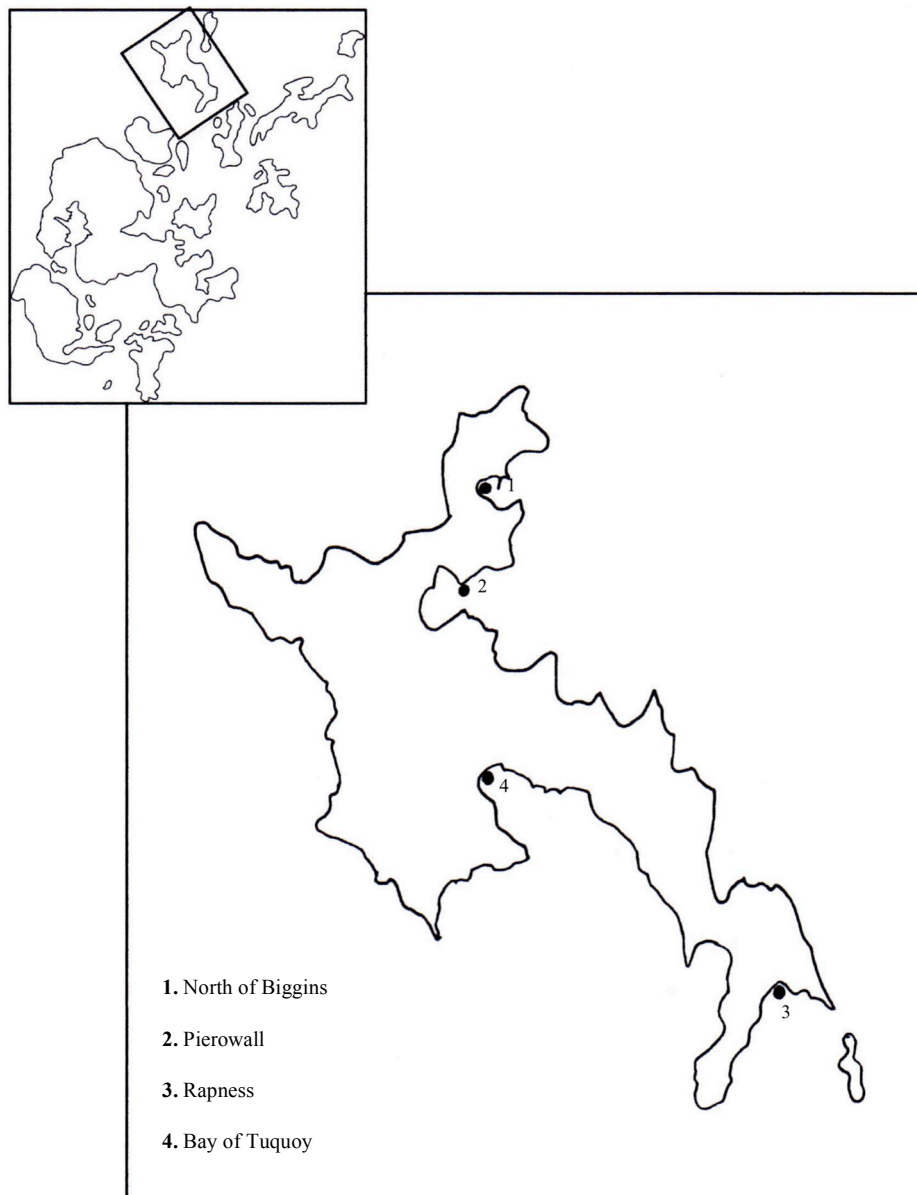 1
2
4
3
1. North of Biggins
2. Pierowall
3. Rapness
4. Bay of Tuquoy